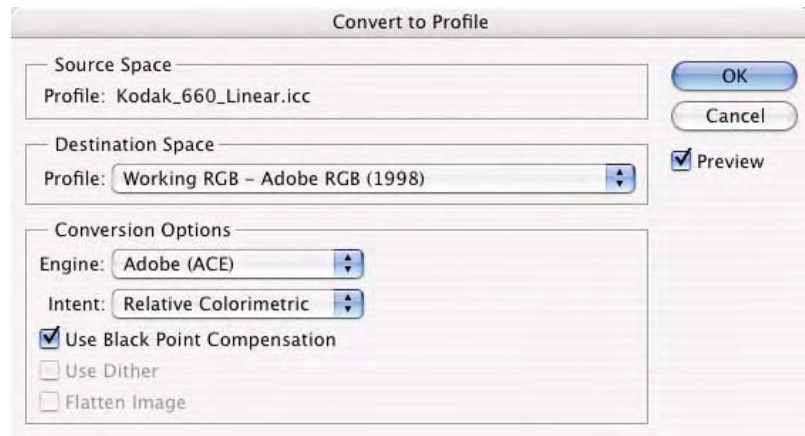 Convert to Profile
Source Space
Profile: Kodak_660_Linear.icc
OK
Cancel
Preview
Destination Space
Profile: Working RGB – Adobe RGB (1998)
Conversion Options
Engine: Adobe (ACE)
Intent: Relative Colorimetric
Use Black Point Compensation
Use Dither
Flatten Image